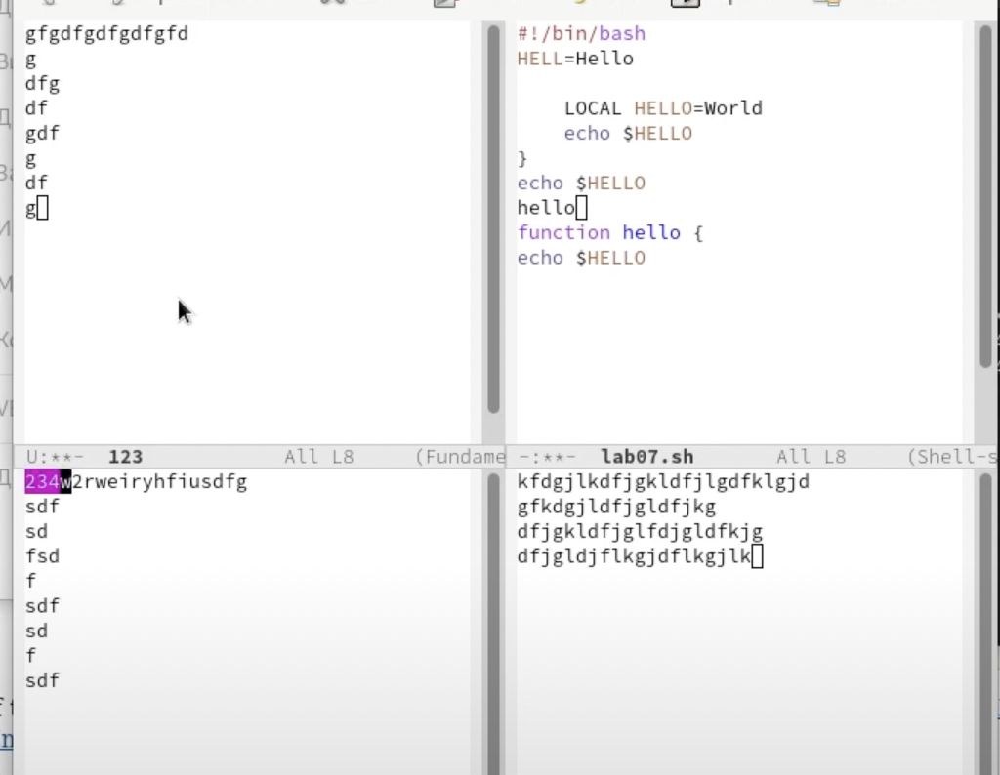 gfgdfgdfgdfgfd
g
dfg
df
gdf
g
df
g
U:**-  123  All L8  (Fundame
#!/bin/bash
HELL=Hello
    LOCAL HELLO=World
    echo $HELLO
}
echo $HELLO
hello
function hello {
echo $HELLO
-:**-  lab07.sh  All L8  (Shell-s
234w2rweiryhfiusdfg
sdf
sd
fsd
f
sdf
sd
f
sdf
kfdgjlkdfjgkldfjlgdfklgjd
gfkdgjldfjgldfjkg
dfjgkldfjglfdjgldfkjg
dfjgldjflkgjdflkgjlk